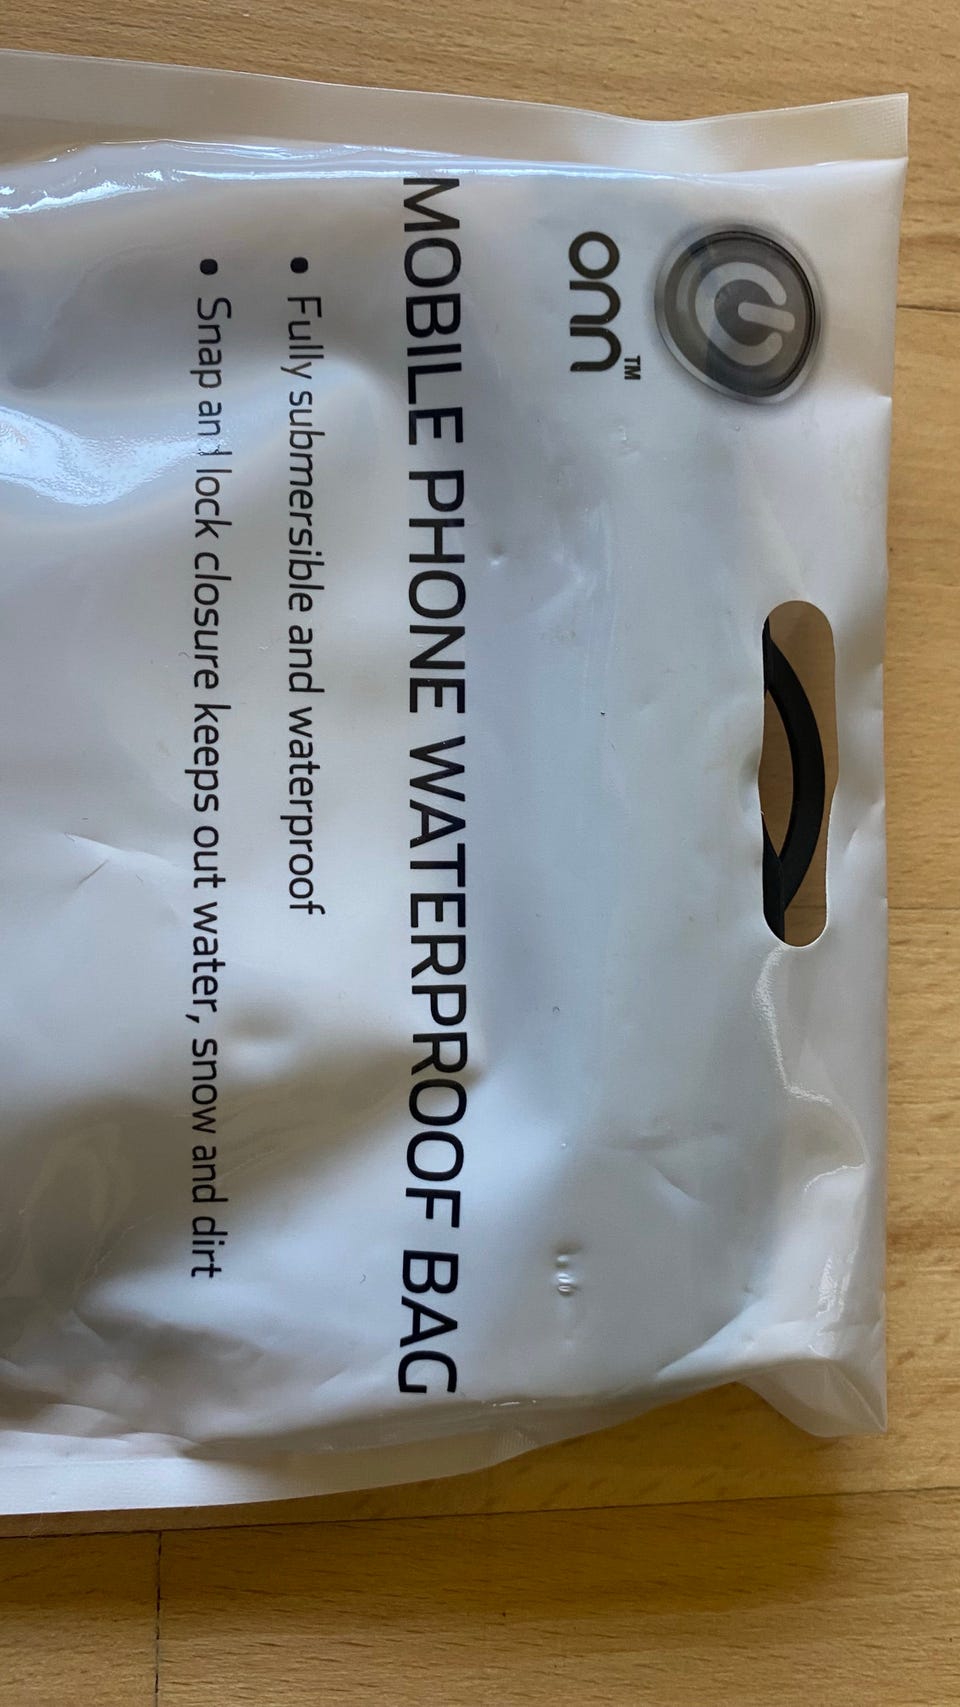 onn™
MOBILE PHONE WATERPROOF BAG
• Fully submersible and waterproof
• Snap and lock closure keeps out water, snow and dirt